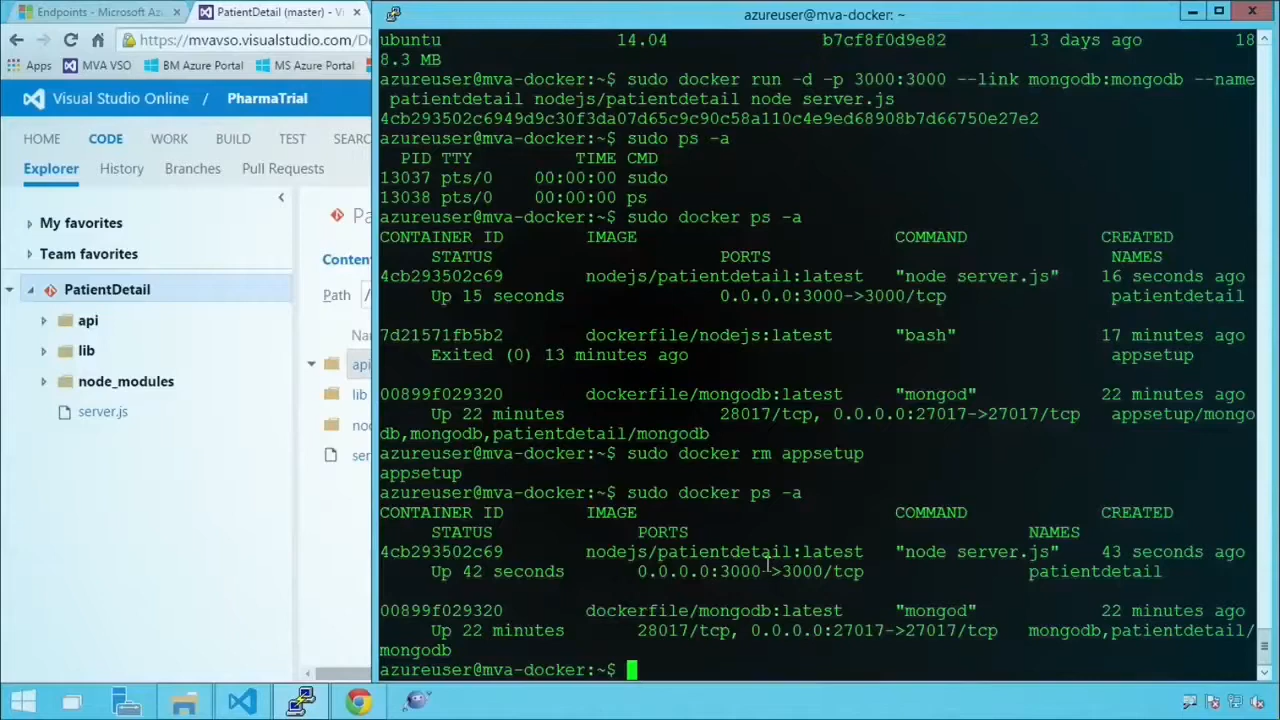 Endpoints - Microsoft Az
PatientDetail (master) - Vi
azureuser@mva-docker: ~
https://mvavso.visualstudio.com/De
Apps
MVA VSO
BM Azure Portal
MS Azure Portal
Visual Studio Online / PharmaTrial
HOME
CODE
WORK
BUILD
TEST
SEARC
Explorer
History
Branches
Pull Requests
My favorites
Team favorites
PatientDetail
api
lib
node_modules
server.js
Pa
Conten
Path /
Na
api
lib
no
se
ubuntu 14.04 b7cf8f0d9e82 13 days ago 18
8.3 MB
azureuser@mva-docker:~$ sudo docker run -d -p 3000:3000 --link mongodb:mongodb --name
patientdetail nodejs/patientdetail node server.js
4cb293502c6949d9c30f3da07d65c9c90c58a110c4e9ed68908b7d66750e27e2
azureuser@mva-docker:~$ sudo ps -a
PID TTY TIME CMD
13037 pts/0 00:00:00 sudo
13038 pts/0 00:00:00 ps
azureuser@mva-docker:~$ sudo docker ps -a
CONTAINER ID IMAGE COMMAND CREATED
STATUS PORTS NAMES
4cb293502c69 nodejs/patientdetail:latest "node server.js" 16 seconds ago
Up 15 seconds 0.0.0.0:3000->3000/tcp patientdetail
7d21571fb5b2 dockerfile/nodejs:latest "bash" 17 minutes ago
Exited (0) 13 minutes ago appsetup
00899f029320 dockerfile/mongodb:latest "mongod" 22 minutes ago
Up 22 minutes 28017/tcp, 0.0.0.0:27017->27017/tcp appsetup/mongo
db,mongodb,patientdetail/mongodb
azureuser@mva-docker:~$ sudo docker rm appsetup
appsetup
azureuser@mva-docker:~$ sudo docker ps -a
CONTAINER ID IMAGE COMMAND CREATED
STATUS PORTS NAMES
4cb293502c69 nodejs/patientdetail:latest "node server.js" 43 seconds ago
Up 42 seconds 0.0.0.0:3000->3000/tcp patientdetail
00899f029320 dockerfile/mongodb:latest "mongod" 22 minutes ago
Up 22 minutes 28017/tcp, 0.0.0.0:27017->27017/tcp mongodb,patientdetail/
mongodb
azureuser@mva-docker:~$